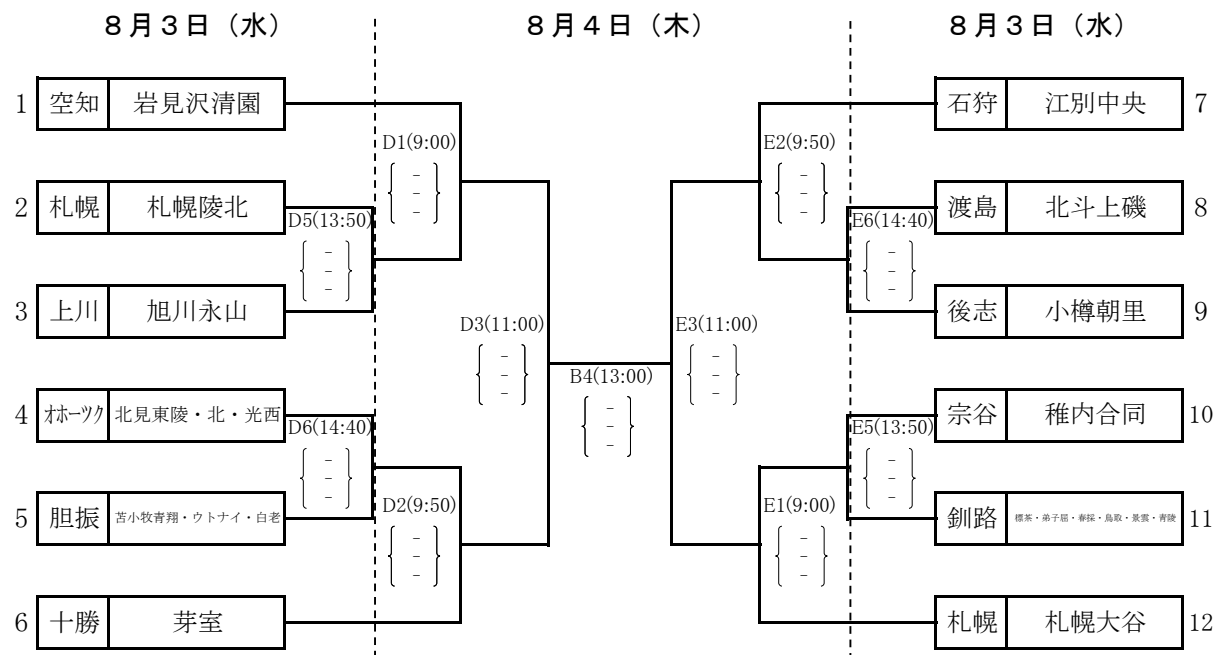 ８月３日（水）
８月４日（木）
８月３日（水）
1 空知 岩見沢清園
石狩 江別中央 7
D1(9:00)
E2(9:50)
－
－
－
－
－
－
2 札幌 札幌陵北
渡島 北斗上磯 8
D5(13:50)
E6(14:40)
－
－
－
－
－
－
3 上川 旭川永山
後志 小樽朝里 9
D3(11:00)
E3(11:00)
－
－
－
－
－
－
B4(13:00)
－
－
－
4 オホーツク 北見東陵・北・光西
宗谷 稚内合同 10
D6(14:40)
E5(13:50)
－
－
－
－
－
－
5 胆振 苫小牧青翔・ウトナイ・白老
釧路 標茶・弟子屈・春採・鳥取・景雲・青陵 11
D2(9:50)
E1(9:00)
－
－
－
－
－
－
6 十勝 芽室
札幌 札幌大谷 12